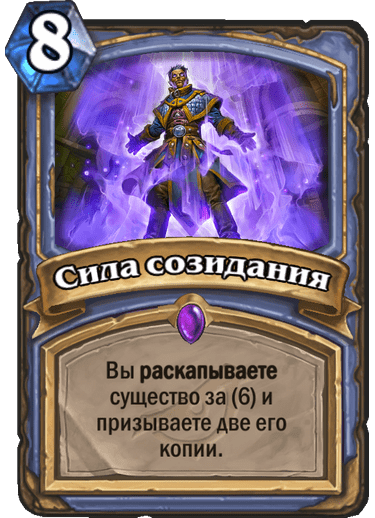 8
Сила созидания
Вы раскапываете
существо за (6) и
призываете две его
копии.